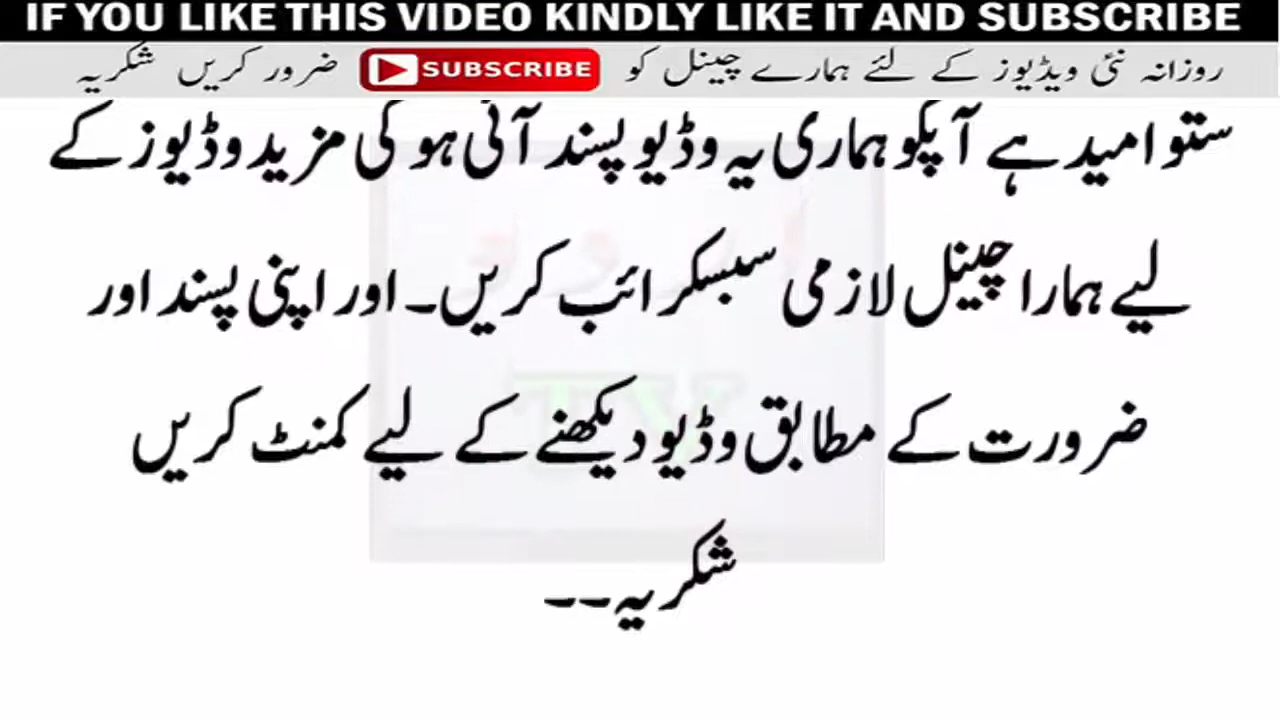 IF YOU LIKE THIS VIDEO KINDLY LIKE IT AND SUBSCRIBE
روزانہ نئی ویڈیوز کے لئے ہمارے چینل کو SUBSCRIBE ضرور کریں شکریہ
ستو امید ہے آپکو ہماری یہ وڈیو پسند آئی ہو کی مزید وڈیوز کے
لیے ہمارا چینل لازمی سبسکرائب کریں۔ اور اپنی پسند اور
ضرورت کے مطابق وڈیو دیکھنے کے لیے کمنٹ کریں
شکریہ۔۔